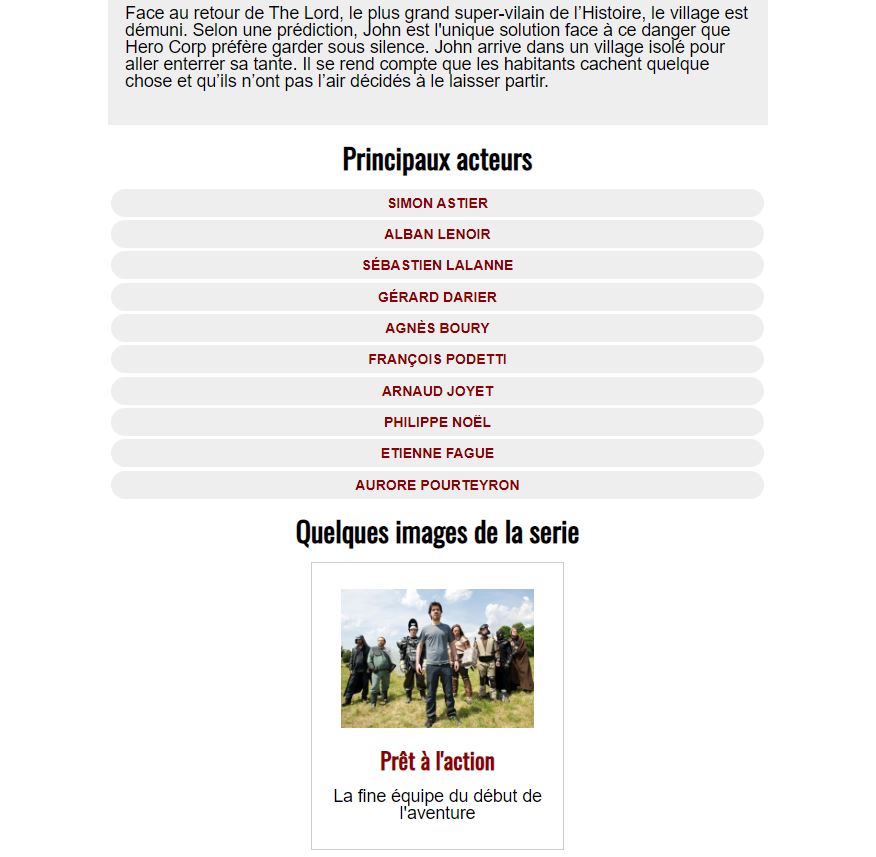 Face au retour de The Lord, le plus grand super-vilain de l’Histoire, le village est
démuni. Selon une prédiction, John est l'unique solution face à ce danger que
Hero Corp préfère garder sous silence. John arrive dans un village isolé pour
aller enterrer sa tante. Il se rend compte que les habitants cachent quelque
chose et qu’ils n’ont pas l’air décidés à le laisser partir.
Principaux acteurs
SIMON ASTIER
ALBAN LENOIR
SÉBASTIEN LALANNE
GÉRARD DARIER
AGNÈS BOURY
FRANÇOIS PODETTI
ARNAUD JOYET
PHILIPPE NOËL
ETIENNE FAGUE
AURORE POURTEYRON
Quelques images de la serie
Prêt à l'action
La fine équipe du début de
l'aventure